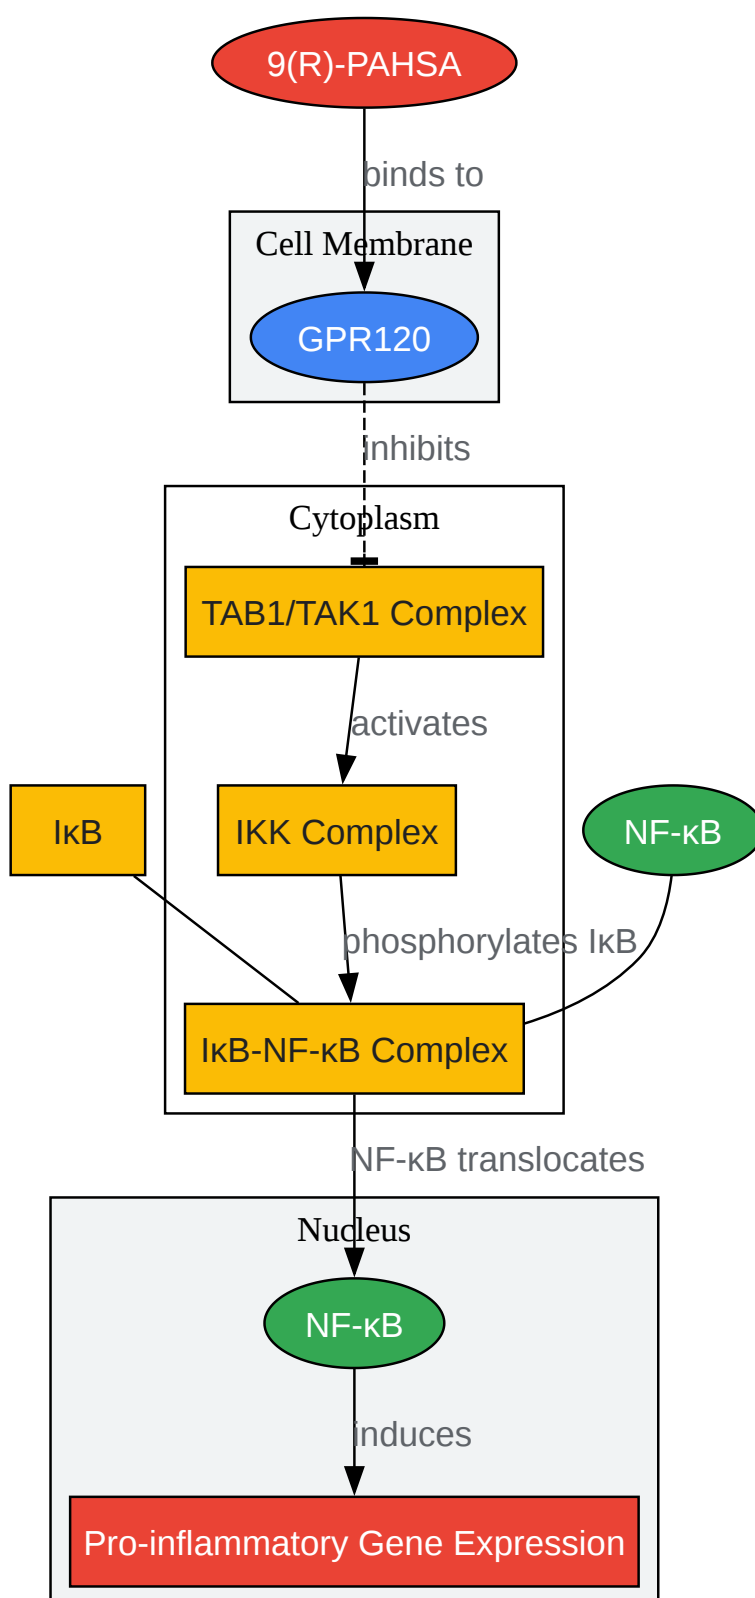 9(R)-PAHSA
binds to
Cell Membrane
GPR120
inhibits
Cytoplasm
TAB1/TAK1 Complex
activates
IκB
IKK Complex
NF-κB
phosphorylates IκB
IκB-NF-κB Complex
NF-κB translocates
Nucleus
NF-κB
induces
Pro-inflammatory Gene Expression